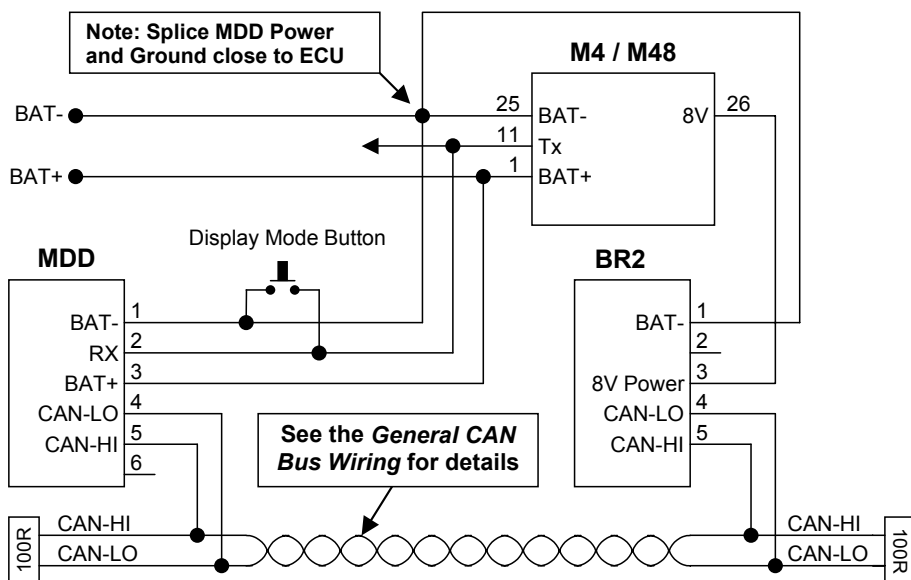 Note: Splice MDD Power
and Ground close to ECU
M4 / M48
BAT-
25
BAT-
8V
26
11
Tx
BAT+
1
BAT+
Display Mode Button
MDD
BR2
1
BAT-
2
RX
3
BAT+
4
CAN-LO
5
CAN-HI
6
1
BAT-
2
3
8V Power
4
CAN-LO
5
CAN-HI
See the General CAN
Bus Wiring for details
100R
CAN-HI
CAN-LO
CAN-HI
CAN-LO
100R